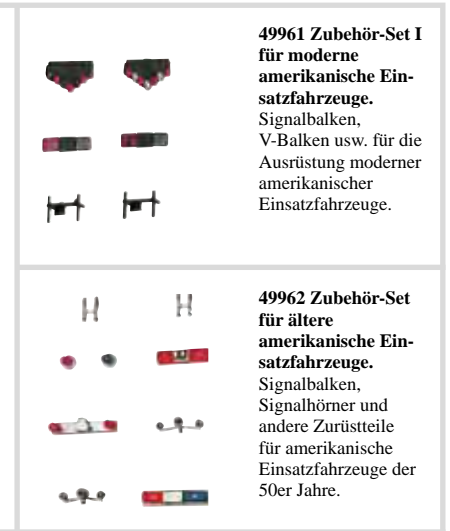 49961 Zubehör-Set I
für moderne
amerikanische Ein-
satzfahrzeuge.
Signalbalken,
V-Balken usw. für die
Ausrüstung moderner
amerikanischer
Einsatzfahrzeuge.
49962 Zubehör-Set
für ältere
amerikanische Ein-
satzfahrzeuge.
Signalbalken,
Signalhörner und
andere Zurüstteile
für amerikanische
Einsatzfahrzeuge der
50er Jahre.